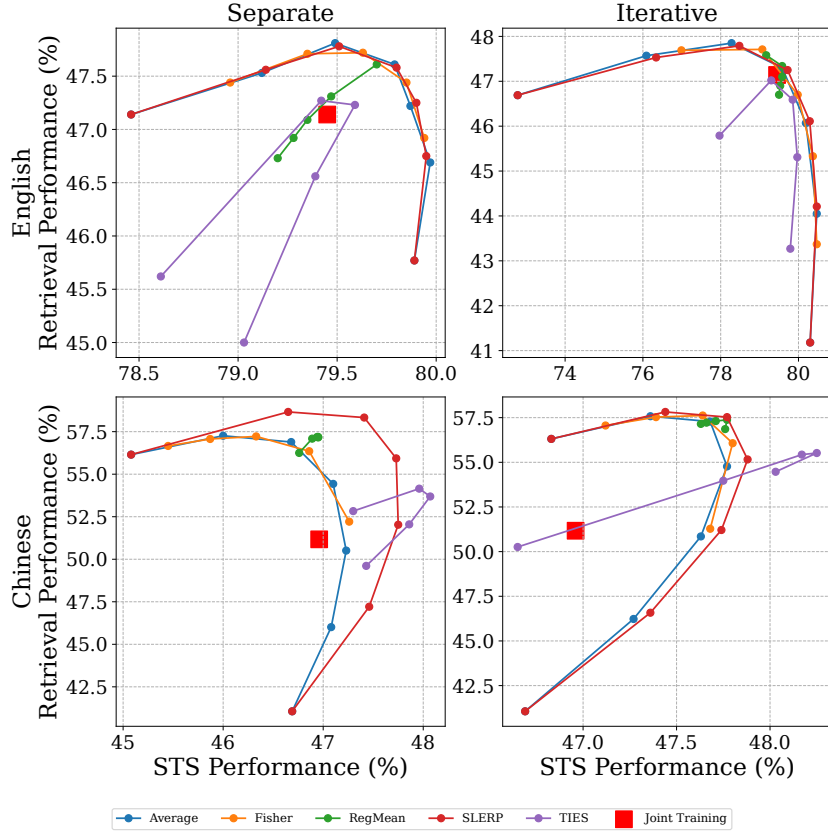 Separate
Iterative
English
Retrieval Performance (%)
47.5
47.0
46.5
46.0
45.5
45.0
78.5 79.0 79.5 80.0
48
47
46
45
44
43
42
41
74 76 78 80
Chinese
Retrieval Performance (%)
57.5
55.0
52.5
50.0
47.5
45.0
42.5
45 46 47 48
STS Performance (%)
57.5
55.0
52.5
50.0
47.5
45.0
42.5
47.0 47.5 48.0
STS Performance (%)
Average Fisher RegMean SLERP TIES Joint Training